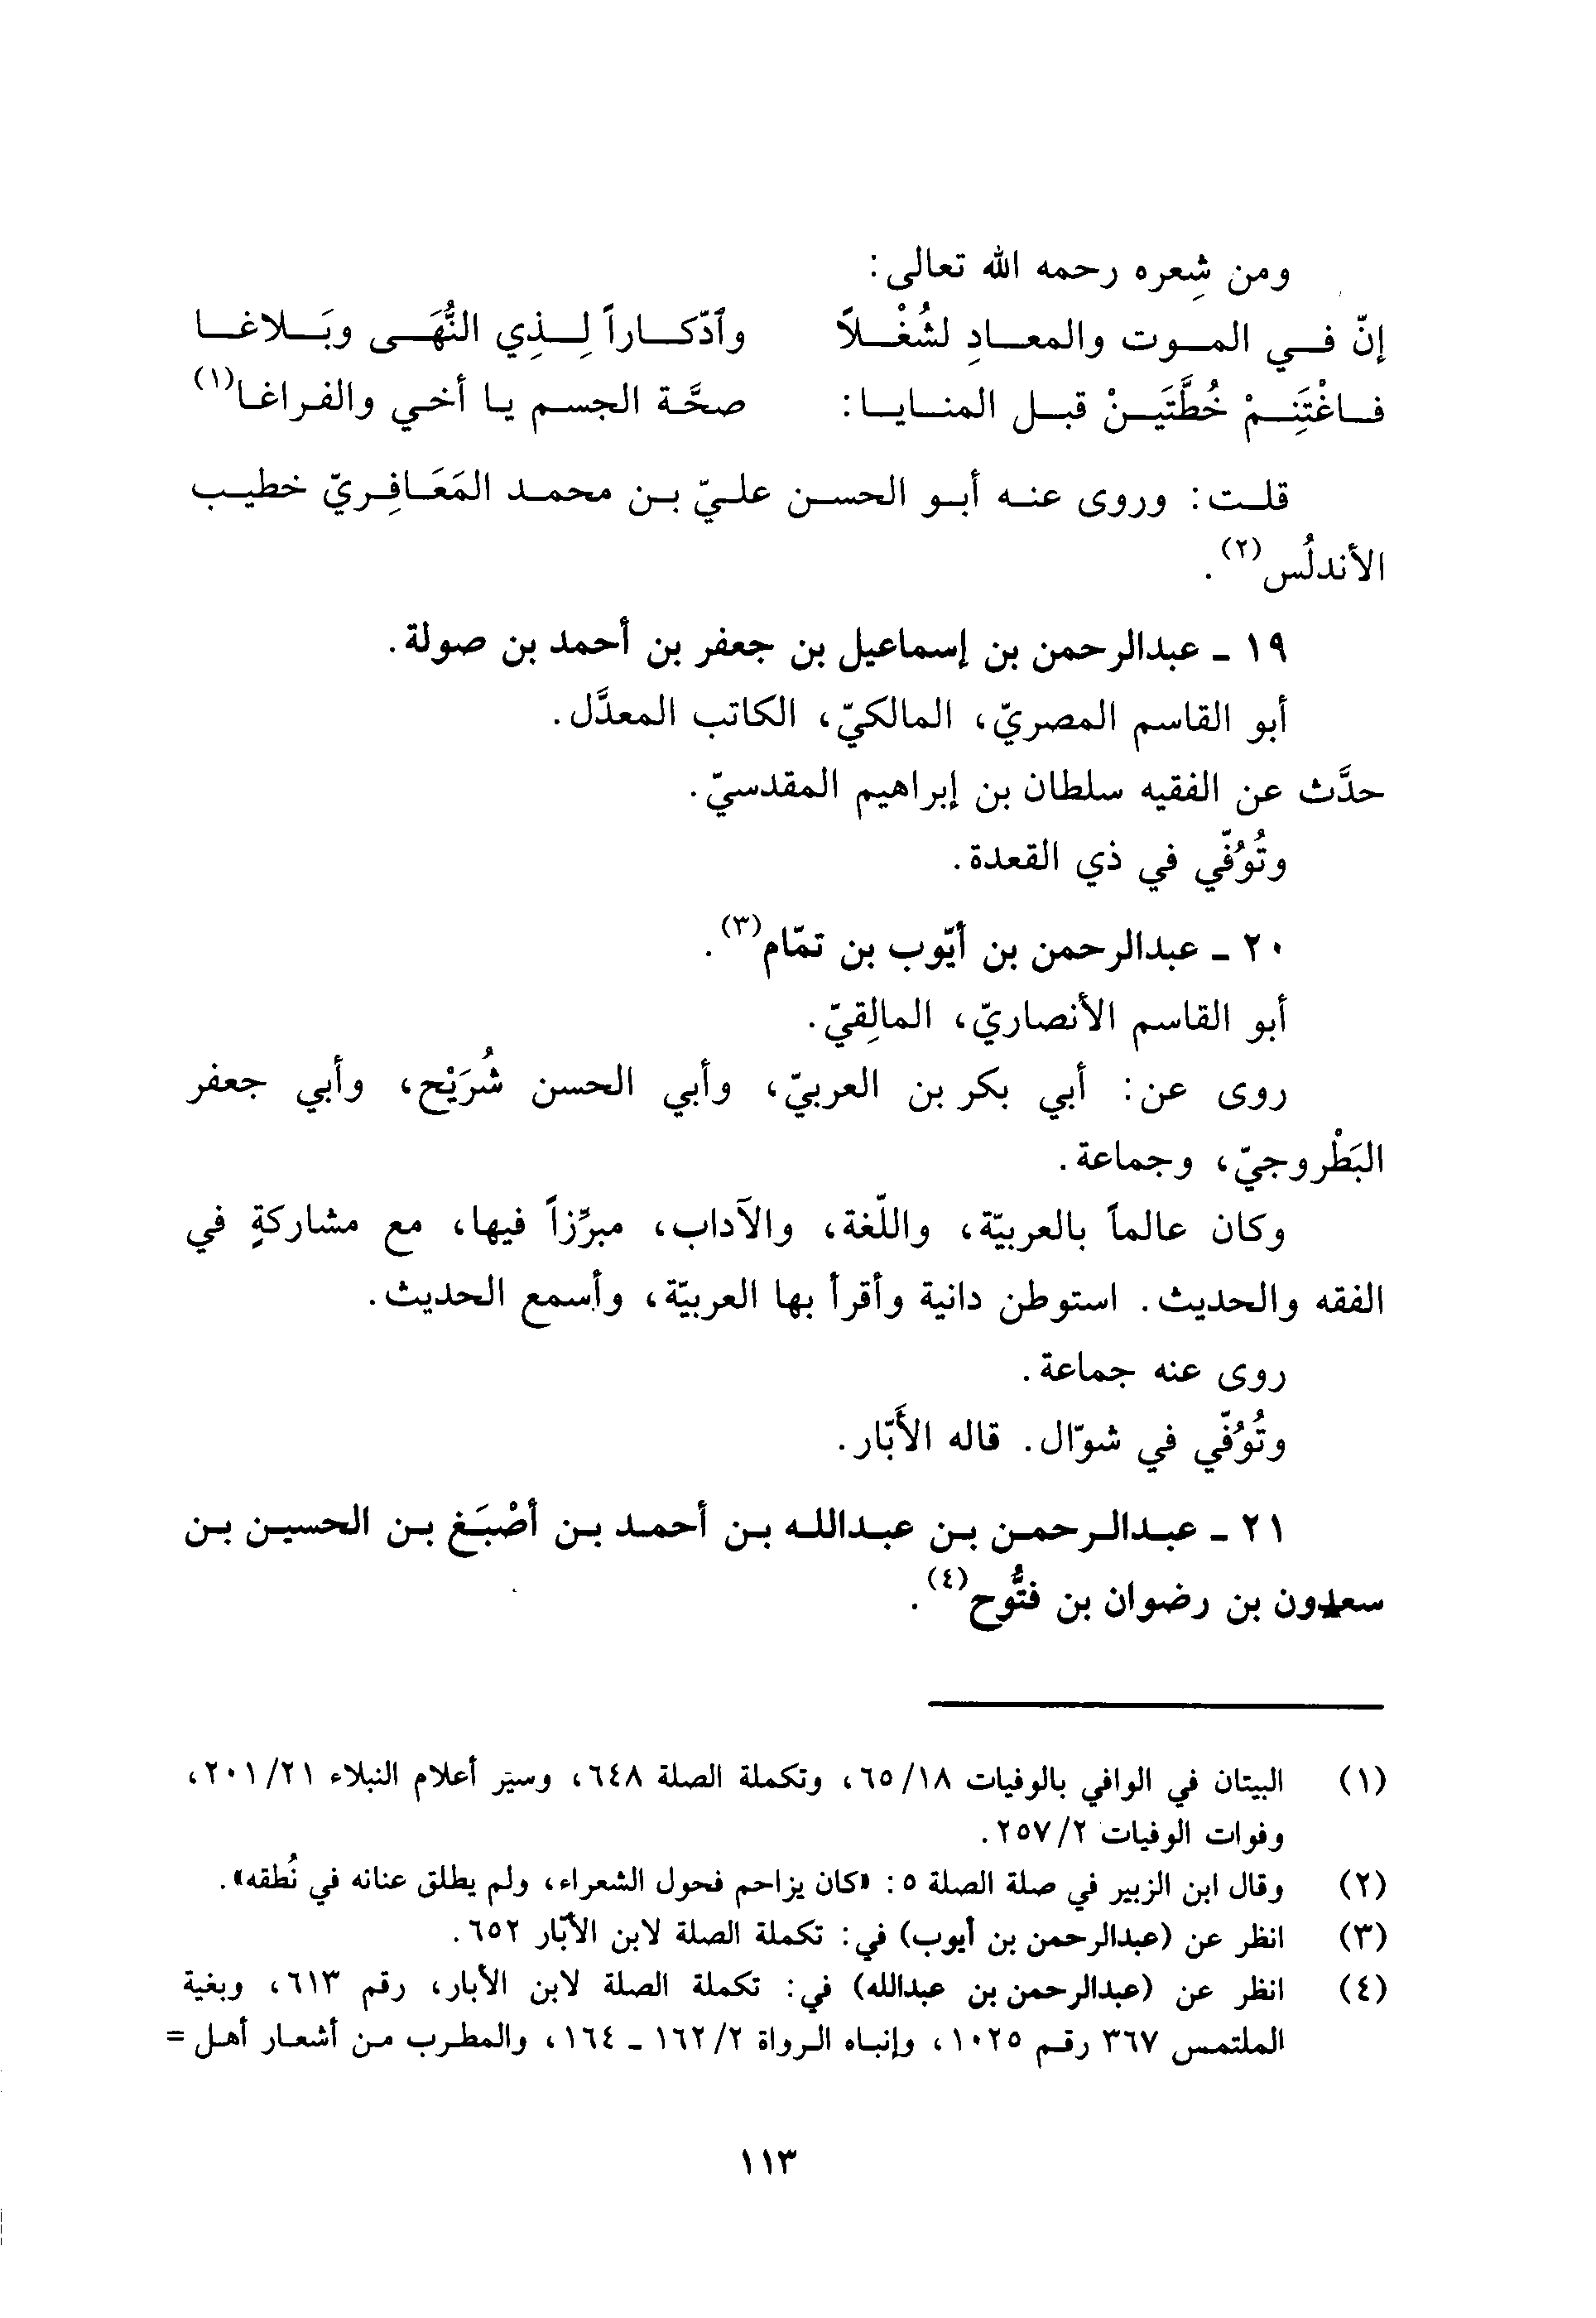 ومن شِعره رحمه الله تعالى:
إنّ في الموت والمعادِ لشُغْلاً وآدّكاراً لِذِي النُّهَى وبَلاغا
فاغْتَنِمْ خُطَّتَيْنْ قبل المنايا: صحَّة الجسم يا أخي والفراغا(١)
قلت: وروى عنه أبو الحسن عليّ بن محمد المَعَافِريّ خطيب
الأندلُس(٢).
١٩ - عبدالرحمن بن إسماعيل بن جعفر بن أحمد بن صولة.
أبو القاسم المصريّ، المالكيّ، الكاتب المعدَّل.
حدَّث عن الفقيه سلطان بن إبراهيم المقدسيّ.
وتُوُفّي في ذي القعدة.
٢٠ - عبدالرحمن بن أيّوب بن تمّام(٣).
أبو القاسم الأنصاريّ، المالِقيّ.
روى عن: أبي بكر بن العربيّ، وأبي الحسن شُرَيْح، وأبي جعفر
البَطْروجيّ، وجماعة.
وكان عالماً بالعربيّة، واللّغة، والآداب، مبرِّزاً فيها، مع مشاركةٍ في
الفقه والحديث. استوطن دانية وأقرأ بها العربيّة، وأسمع الحديث.
روى عنه جماعة.
وتُوُفّي في شوّال. قاله الأَبّار.
٢١ - عبدالرحمن بن عبدالله بن أحمد بن أصْبَغ بن الحسين بن
سعدون بن رضوان بن فتُّوح(٤).
(١) البيتان في الوافي بالوفيات ٦٥/١٨، وتكملة الصلة ٦٤٨، وسير أعلام النبلاء ٢٠١/٢١،
وفوات الوفيات ٢٥٧/٢.
(٢) وقال ابن الزبير في صلة الصلة ٥: «كان يزاحم فحول الشعراء، ولم يطلق عنانه في نُطقه».
(٣) انظر عن (عبدالرحمن بن أيوب) في: تكملة الصلة لابن الأبّار ٦٥٢.
(٤) انظر عن (عبدالرحمن بن عبدالله) في: تكملة الصلة لابن الأبار، رقم ٦١٣، وبغية
الملتمس ٣٦٧ رقم ١٠٢٥، وإنباه الرواة ١٦٢/٢ - ١٦٤، والمطرب من أشعار أهل =
١١٣